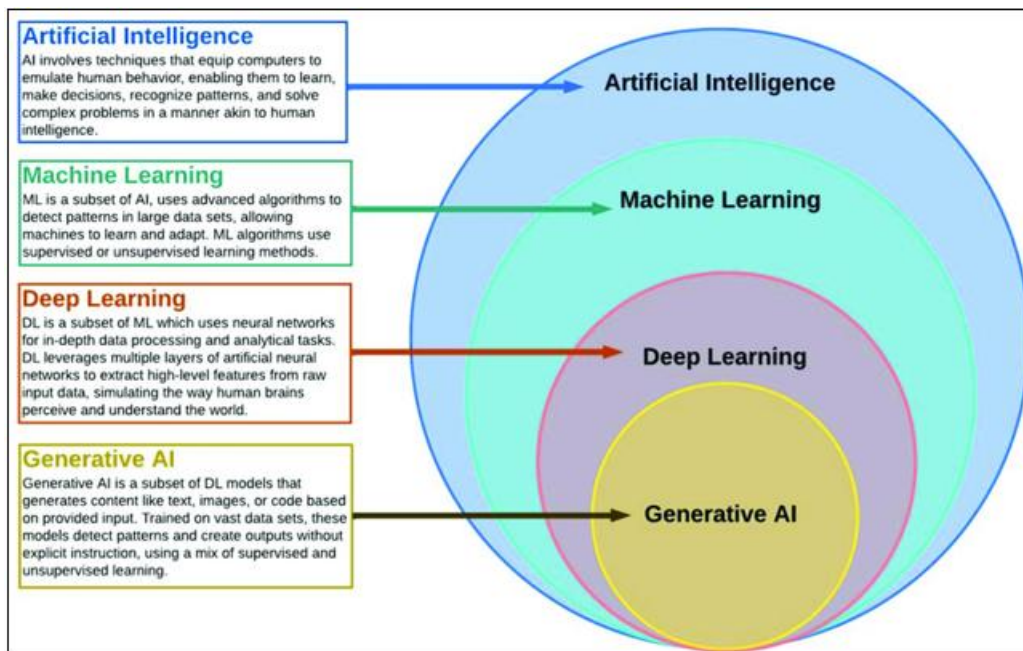 Artificial Intelligence
AI involves techniques that equip computers to
emulate human behavior, enabling them to learn,
make decisions, recognize patterns, and solve
complex problems in a manner akin to human
intelligence.
Machine Learning
ML is a subset of AI, uses advanced algorithms to
detect patterns in large data sets, allowing
machines to learn and adapt. ML algorithms use
supervised or unsupervised learning methods.
Deep Learning
DL is a subset of ML which uses neural networks
for in-depth data processing and analytical tasks.
DL leverages multiple layers of artificial neural
networks to extract high-level features from raw
input data, simulating the way human brains
perceive and understand the world.
Generative AI
Generative AI is a subset of DL models that
generates content like text, images, or code based
on provided input. Trained on vast data sets, these
models detect patterns and create outputs without
explicit instruction, using a mix of supervised and
unsupervised learning.
Artificial Intelligence
Machine Learning
Deep Learning
Generative AI